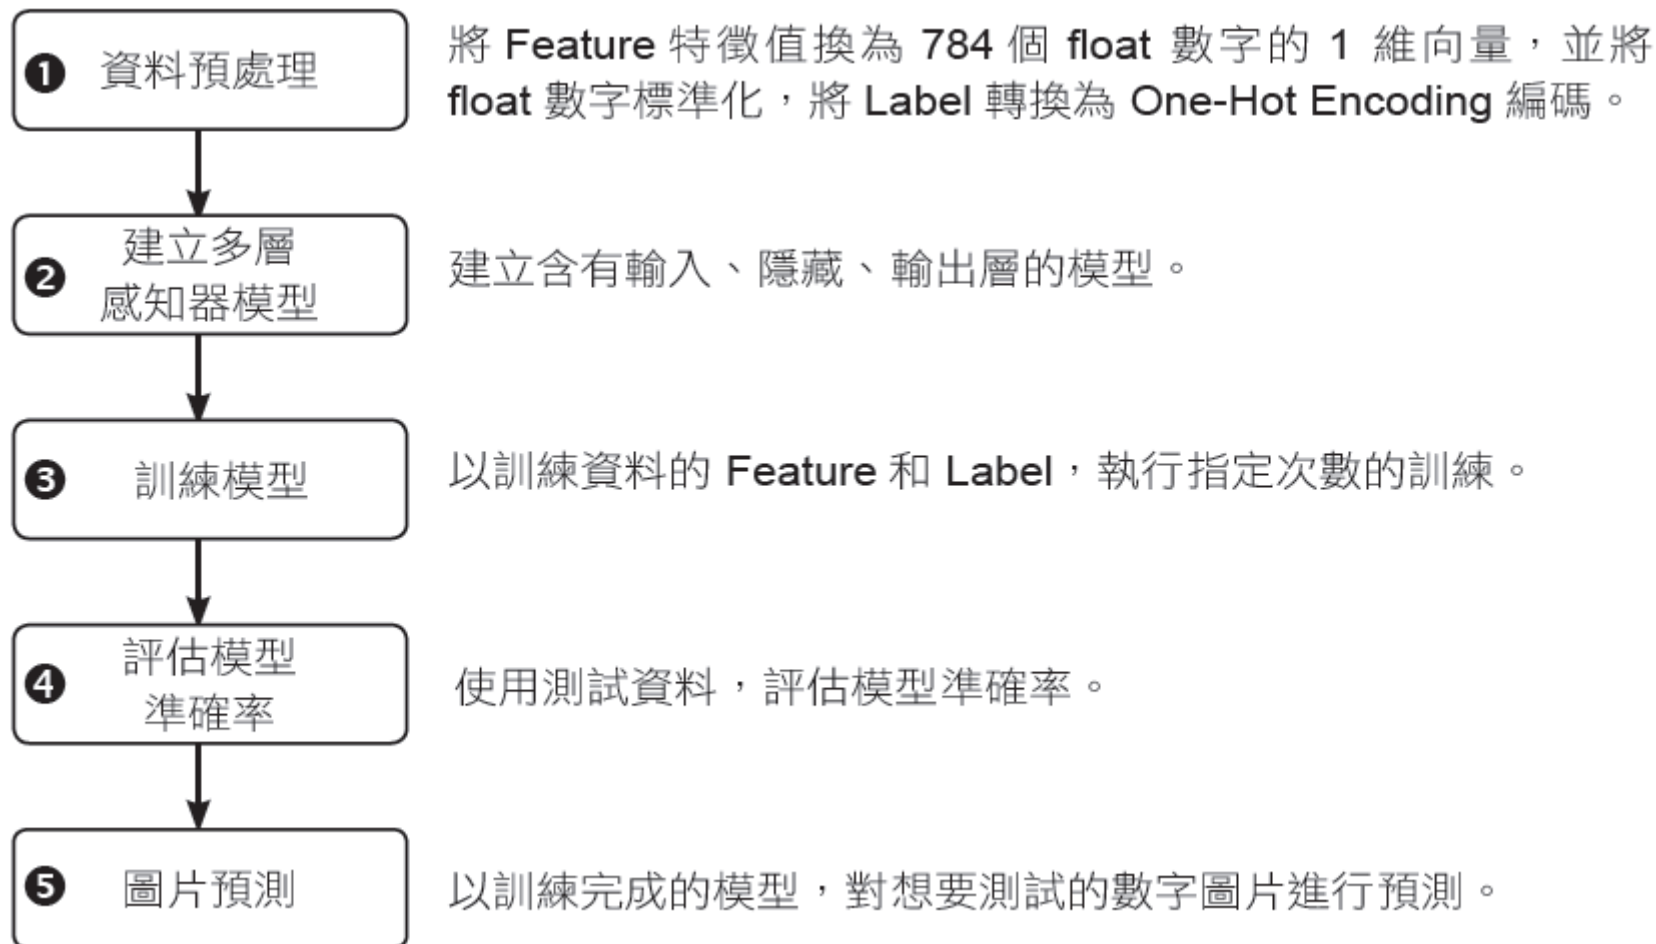 ❶ 資料預處理
將 Feature 特徵值換為 784 個 float 數字的 1 維向量，並將
float 數字標準化，將 Label 轉換為 One-Hot Encoding 編碼。
❷ 建立多層
感知器模型
建立含有輸入、隱藏、輸出層的模型。
❸ 訓練模型
以訓練資料的 Feature 和 Label，執行指定次數的訓練。
❹ 評估模型
準確率
使用測試資料，評估模型準確率。
❺ 圖片預測
以訓練完成的模型，對想要測試的數字圖片進行預測。